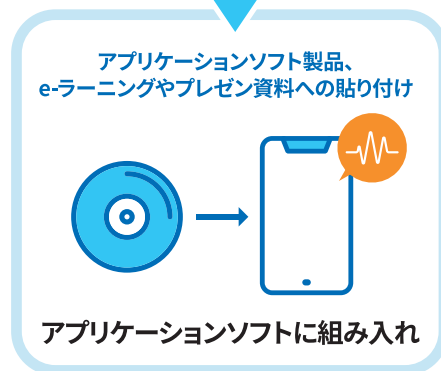 アプリケーションソフト製品、
e-ラーニングやプレゼン資料への貼り付け
アプリケーションソフトに組み入れ